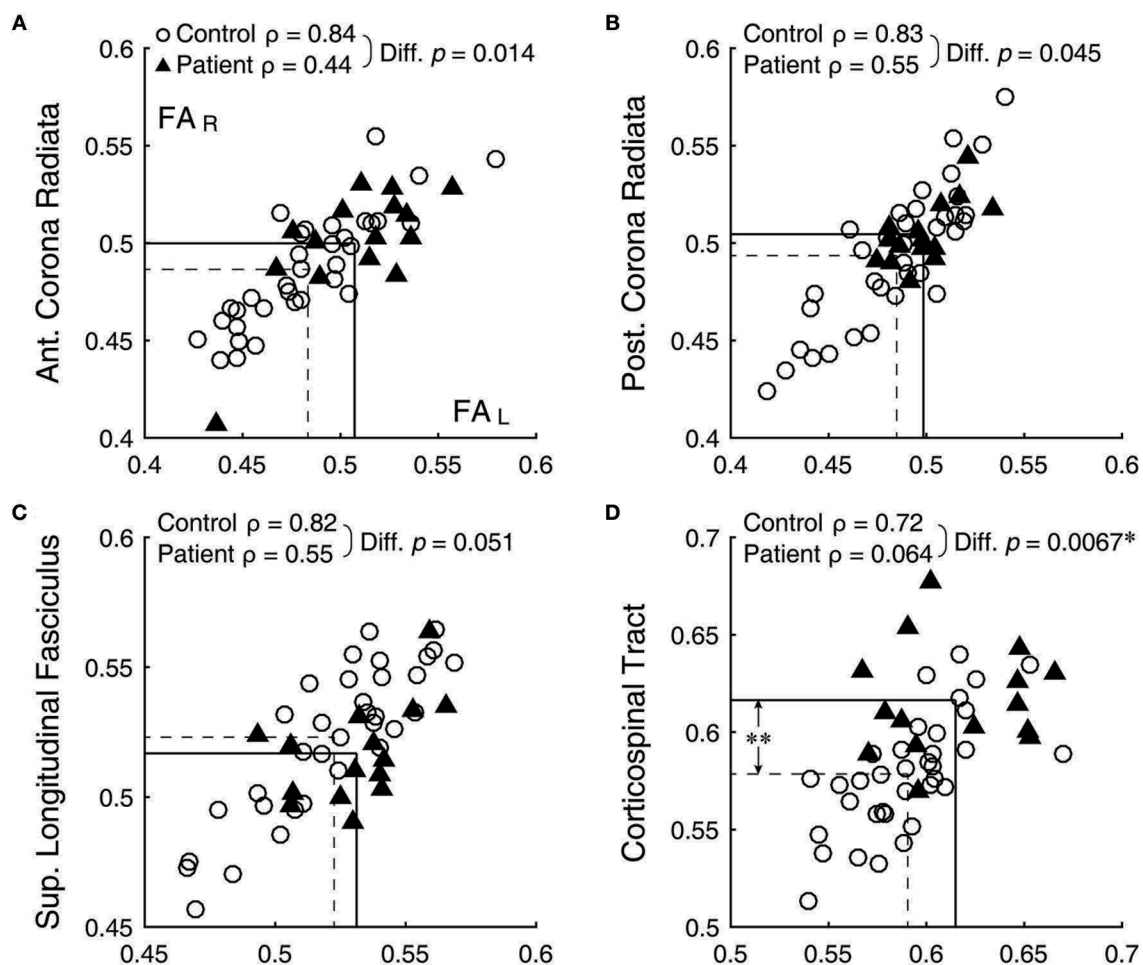 A
○ Control ρ = 0.84
▲ Patient ρ = 0.44
Diff. p = 0.014
FA R
FA L
Ant. Corona Radiata
0.6
0.55
0.5
0.45
0.4
0.4 0.45 0.5 0.55 0.6
B
Control ρ = 0.83
Patient ρ = 0.55
Diff. p = 0.045
Post. Corona Radiata
0.6
0.55
0.5
0.45
0.4
0.4 0.45 0.5 0.55 0.6
C
Control ρ = 0.82
Patient ρ = 0.55
Diff. p = 0.051
Sup. Longitudinal Fasciculus
0.6
0.55
0.5
0.45
0.45 0.5 0.55 0.6
D
Control ρ = 0.72
Patient ρ = 0.064
Diff. p = 0.0067*
Corticospinal Tract
0.7
0.65
0.6
0.55
0.5
**
0.5 0.55 0.6 0.65 0.7